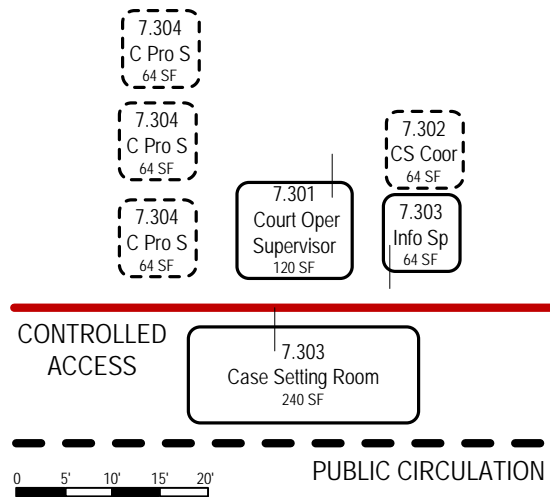 7.304
C Pro S
64 SF
7.304
C Pro S
64 SF
7.302
CS Coor
64 SF
7.304
C Pro S
64 SF
7.301
Court Oper
Supervisor
120 SF
7.303
Info Sp
64 SF
CONTROLLED
ACCESS
7.303
Case Setting Room
240 SF
PUBLIC CIRCULATION
0 5' 10' 15' 20'